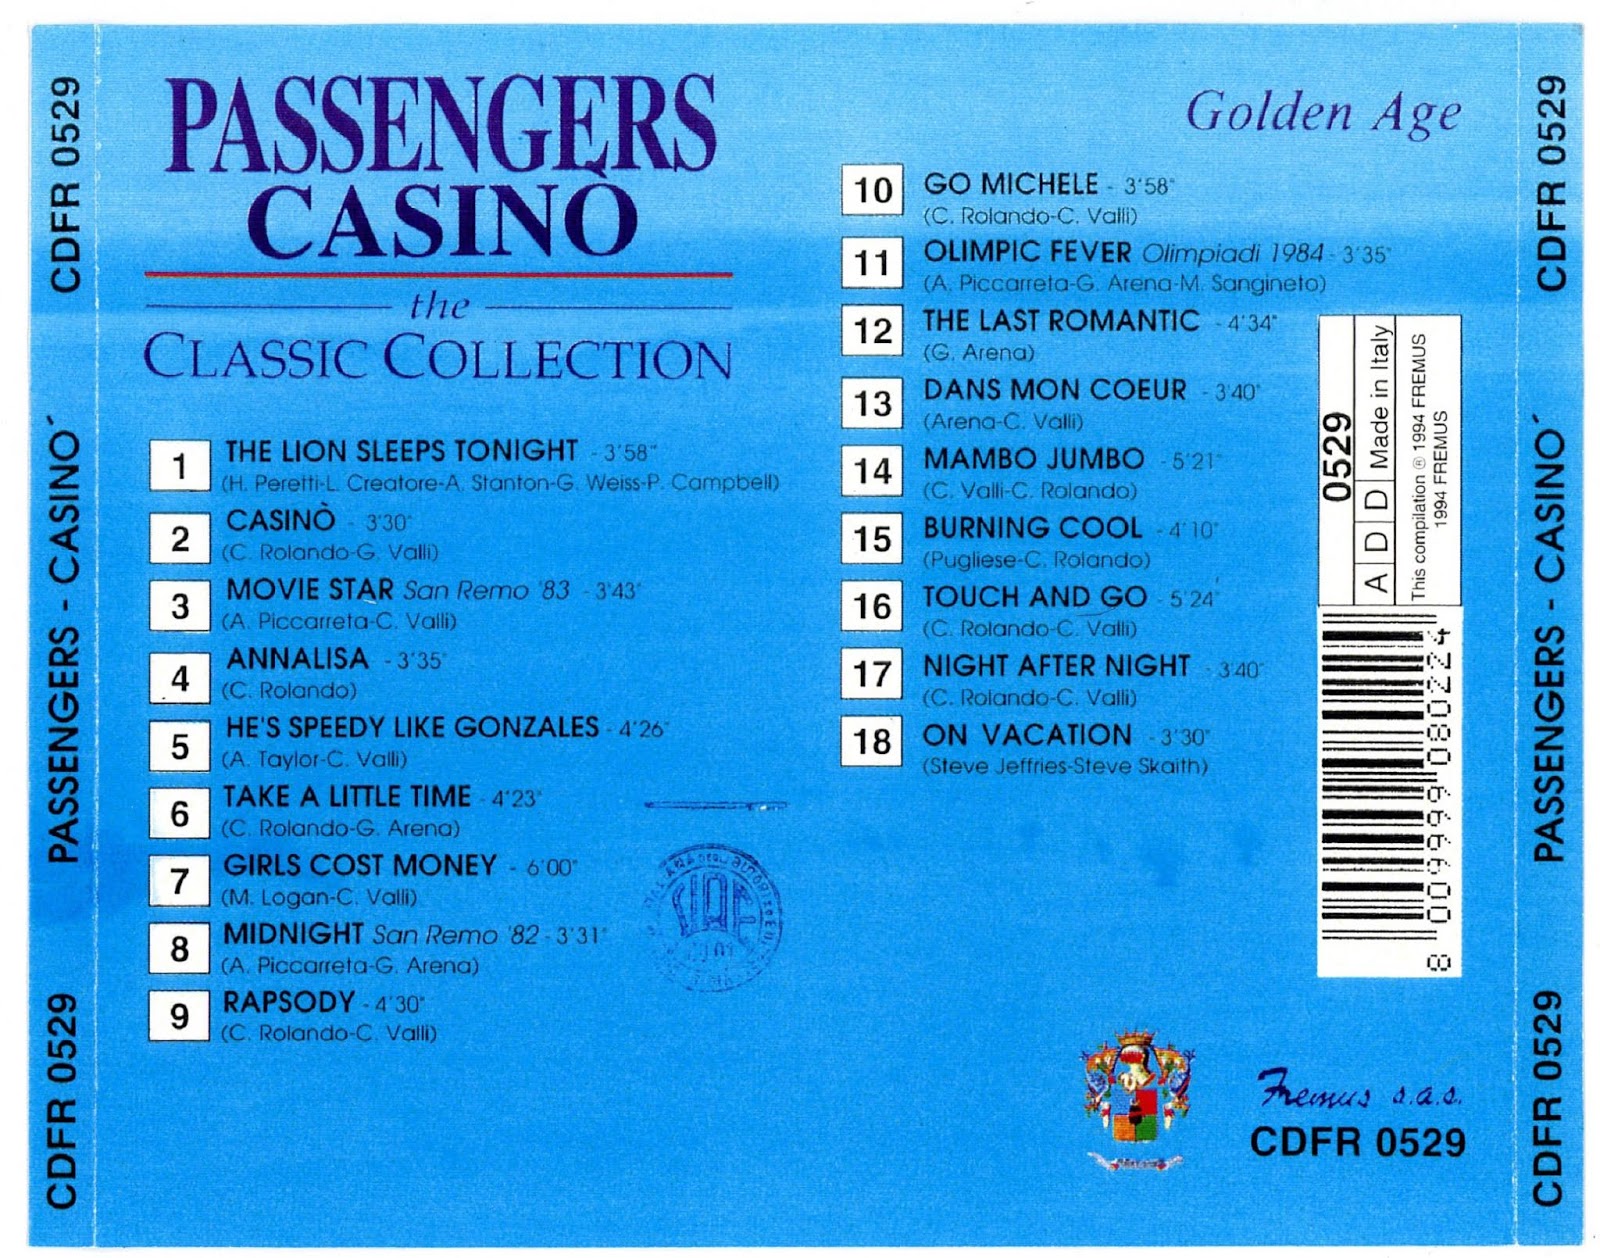 CDFR 0529
PASSENGERS - CASINO´
CDFR 0529
PASSENGERS
CASINÒ
the
CLASSIC COLLECTION
1 THE LION SLEEPS TONIGHT - 3'58"
(H. Peretti-L. Creatore-A. Stanton-G. Weiss-P. Campbell)
2 CASINÒ - 3'30"
(C. Rolando-G. Valli)
3 MOVIE STAR San Remo '83 - 3'43"
(A. Piccarreta-C. Valli)
4 ANNALISA - 3'35"
(C. Rolando)
5 HE'S SPEEDY LIKE GONZALES - 4'26"
(A. Taylor-C. Valli)
6 TAKE A LITTLE TIME - 4'23"
(C. Rolando-G. Arena)
7 GIRLS COST MONEY - 6'00"
(M. Logan-C. Valli)
8 MIDNIGHT San Remo '82 - 3'31"
(A. Piccarreta-G. Arena)
9 RAPSODY - 4'30"
(C. Rolando-C. Valli)
Golden Age
10 GO MICHELE - 3'58"
(C. Rolando-C. Valli)
11 OLIMPIC FEVER Olimpiadi 1984 - 3'35"
(A. Piccarreta-G. Arena-M. Sangineto)
12 THE LAST ROMANTIC - 4'34"
(G. Arena)
13 DANS MON COEUR - 3'40"
(Arena-C. Valli)
14 MAMBO JUMBO - 5'21"
(C. Valli-C. Rolando)
15 BURNING COOL - 4'10"
(Pugliese-C. Rolando)
16 TOUCH AND GO - 5'24"
(C. Rolando-C. Valli)
17 NIGHT AFTER NIGHT - 3'40"
(C. Rolando-C. Valli)
18 ON VACATION - 3'30"
(Steve Jeffries-Steve Skaith)
0529
A D D Made in Italy
This compilation ℗ 1994 FREMUS
1994 FREMUS
8 009969 080224
Fremus s.a.s.
CDFR 0529
CDFR 0529
PASSENGERS - CASINO´
CDFR 0529